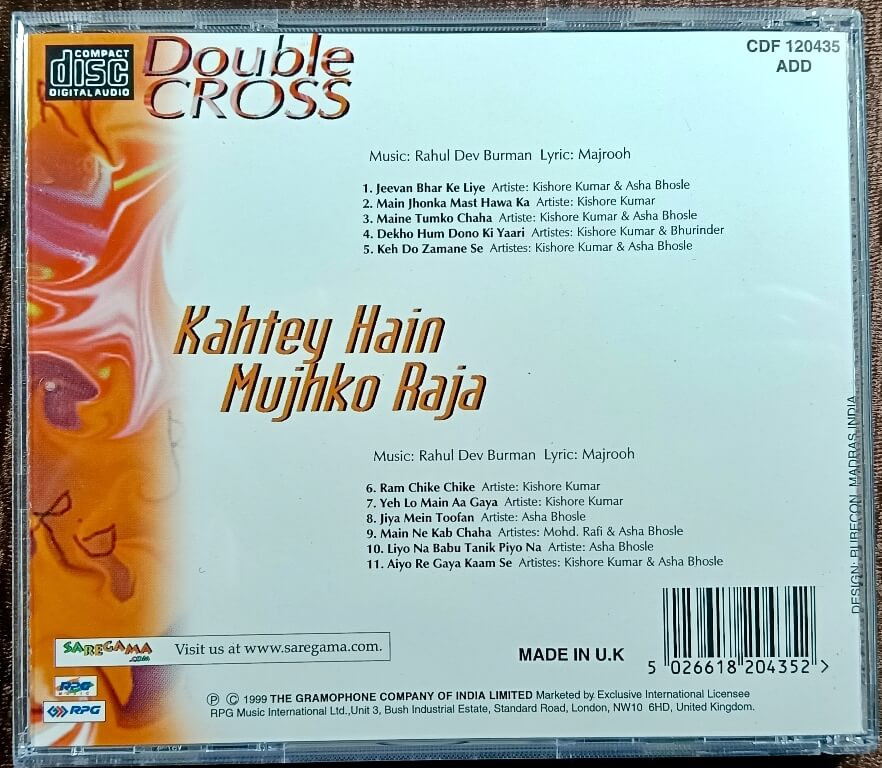 COMPACT
disc
DIGITAL AUDIO
Double
CROSS
CDF 120435
ADD
Music: Rahul Dev Burman Lyric: Majrooh
1. Jeevan Bhar Ke Liye Artiste: Kishore Kumar & Asha Bhosle
2. Main Jhonka Mast Hawa Ka Artiste: Kishore Kumar
3. Maine Tumko Chaha Artiste: Kishore Kumar & Asha Bhosle
4. Dekho Hum Dono Ki Yaari Artistes: Kishore Kumar & Bhurinder
5. Keh Do Zamane Se Artistes: Kishore Kumar & Asha Bhosle
Kahtey Hain
Mujhko Raja
Music: Rahul Dev Burman Lyric: Majrooh
6. Ram Chike Chike Artiste: Kishore Kumar
7. Yeh Lo Main Aa Gaya Artiste: Kishore Kumar
8. Jiya Mein Toofan Artiste: Asha Bhosle
9. Main Ne Kab Chaha Artistes: Mohd. Rafi & Asha Bhosle
10. Liyo Na Babu Tanik Piyo Na Artiste: Asha Bhosle
11. Aiyo Re Gaya Kaam Se Artistes: Kishore Kumar & Asha Bhosle
DESIGN: PUBECON, MADRAS, INDIA
SAREGAMA
.com
Visit us at www.saregama.com.
MADE IN U.K
5 026618 204352 >
RPG
MUSIC
RPG
℗ © 1999 THE GRAMOPHONE COMPANY OF INDIA LIMITED Marketed by Exclusive International Licensee
RPG Music International Ltd.,Unit 3, Bush Industrial Estate, Standard Road, London, NW10 6HD, United Kingdom.